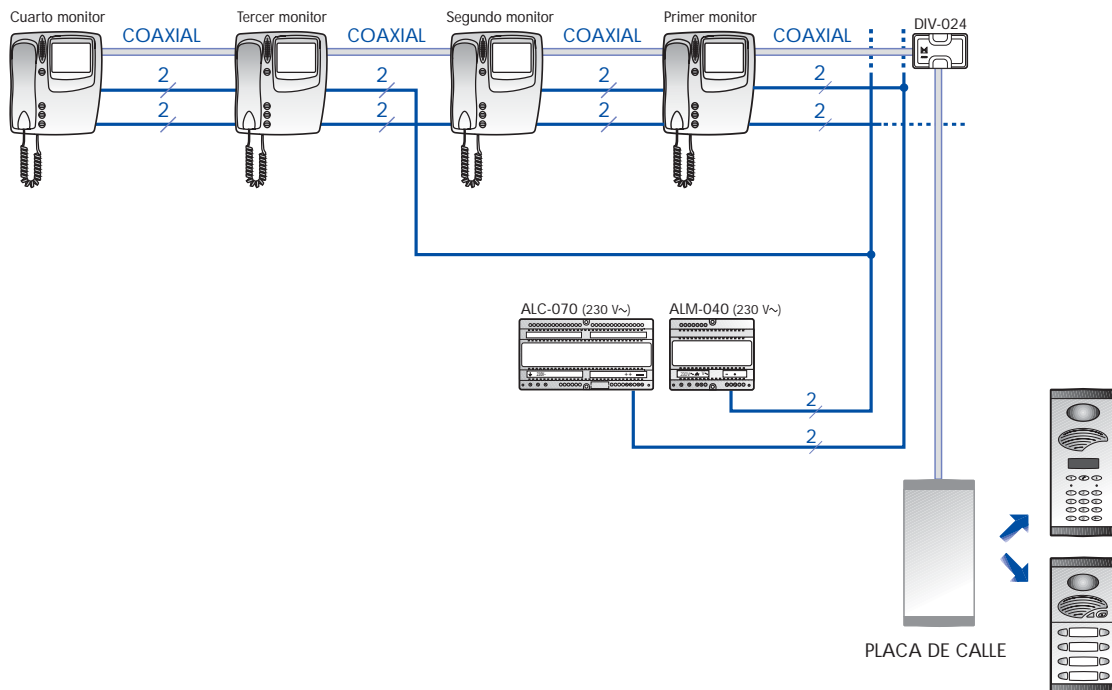 Cuarto monitor
Tercer monitor
Segundo monitor
Primer monitor
DIV-024
COAXIAL
COAXIAL
COAXIAL
COAXIAL
2
2
2
2
2
2
2
2
ALC-070 (230 V~)
ALM-040 (230 V~)
2
2
PLACA DE CALLE